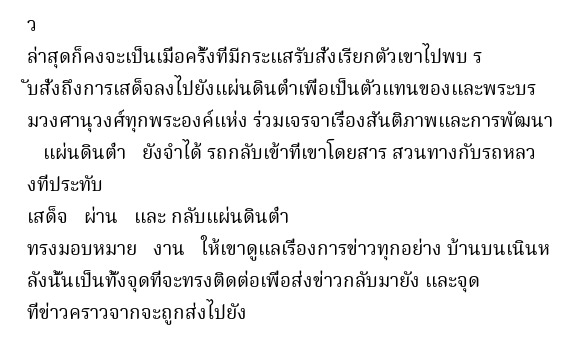 ว
ล่าสุดก็คงจะเป็นเมื่อครั้งที่มีกระแสรับสั่งเรียกตัวเขาไปพบ ร
ับสั่งถึงการเสด็จลงไปยังแผ่นดินต่ำเพื่อเป็นตัวแทนของและพระบร
มวงศานุวงศ์ทุกพระองค์แห่ง ร่วมเจรจาเรื่องสันติภาพและการพัฒนา
แผ่นดินต่ำ ยังจำได้ รถกลับเข้าที่เขาโดยสาร สวนทางกับรถหลว
งที่ประทับ
เสด็จ ผ่าน และ กลับแผ่นดินต่ำ
ทรงมอบหมาย งาน ให้เขาดูแลเรื่องการข่าวทุกอย่าง บ้านบนเนินห
ลังนั้นเป็นทั้งจุดที่จะทรงติดต่อเพื่อส่งข่าวกลับมายัง และจุด
ที่ข่าวคราวจากจะถูกส่งไปยัง